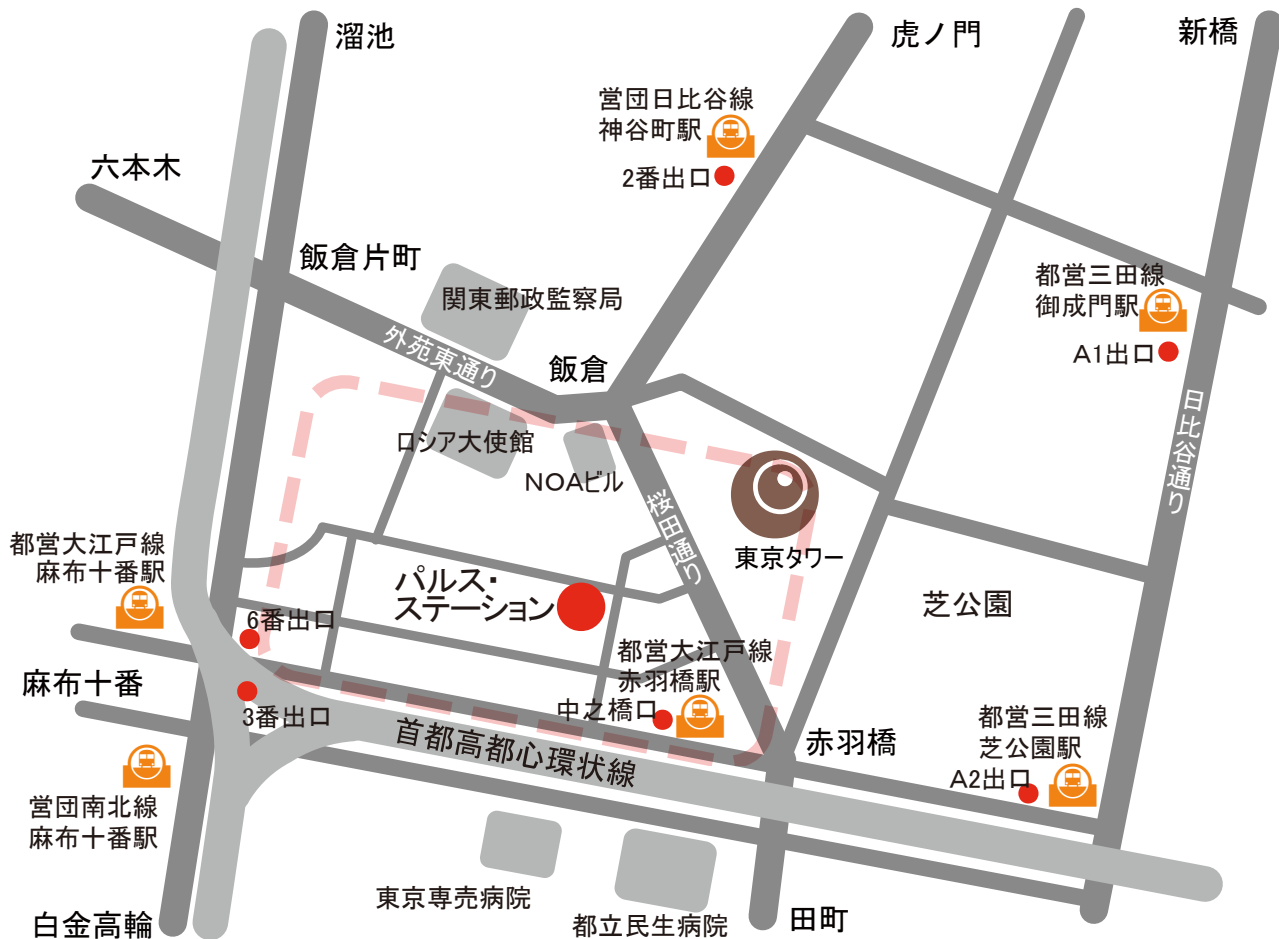 溜池
虎ノ門
新橋
営団日比谷線
神谷町駅
2番出口
六本木
飯倉片町
関東郵政監察局
都営三田線
御成門駅
A1出口
外苑東通り
飯倉
日比谷通り
ロシア大使館
NOAビル
桜田通り
東京タワー
都営大江戸線
麻布十番駅
パルス・
ステーション
芝公園
6番出口
都営大江戸線
赤羽橋駅
中之橋口
麻布十番
3番出口
首都高都心環状線
赤羽橋
都営三田線
芝公園駅
A2出口
営団南北線
麻布十番駅
東京専売病院
都立民生病院
白金高輪
田町